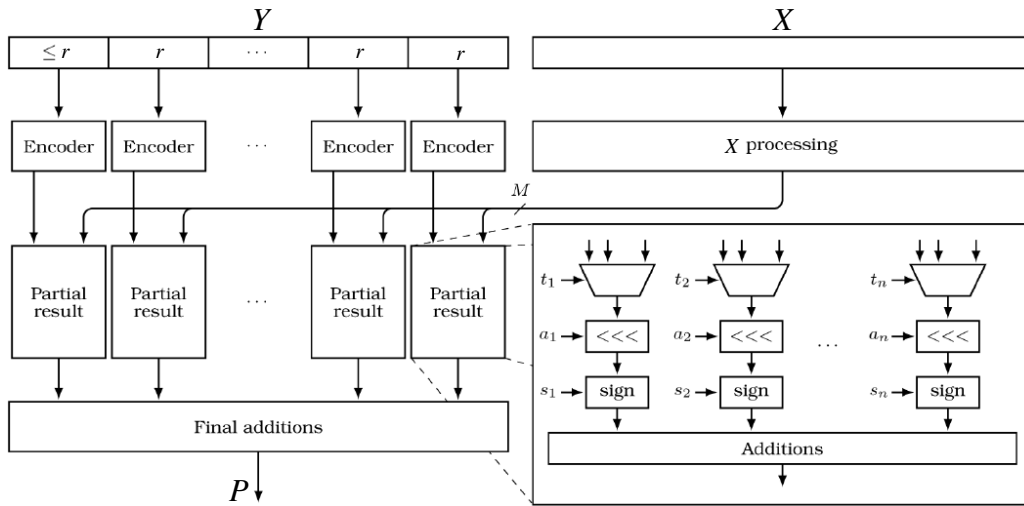 Y X
≤ r r ··· r r
Encoder Encoder ··· Encoder Encoder X processing
M
t₁ t₂ tₙ
Partial result Partial result ··· Partial result Partial result
a₁ <<< a₂ <<< ··· aₙ <<<
s₁ sign s₂ sign sₙ sign
Final additions Additions
P